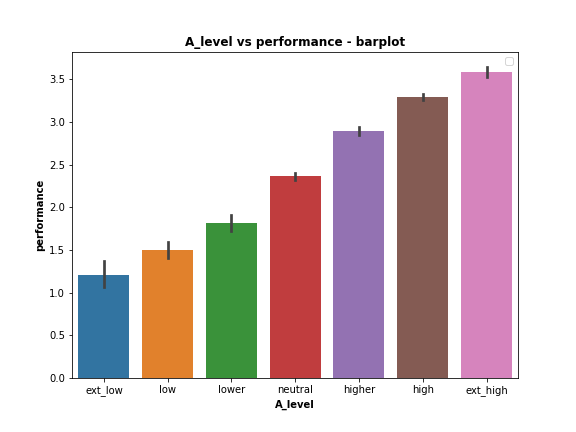 A_level vs performance - barplot
performance
3.5
3.0
2.5
2.0
1.5
1.0
0.5
0.0
ext_low low lower neutral higher high ext_high
A_level